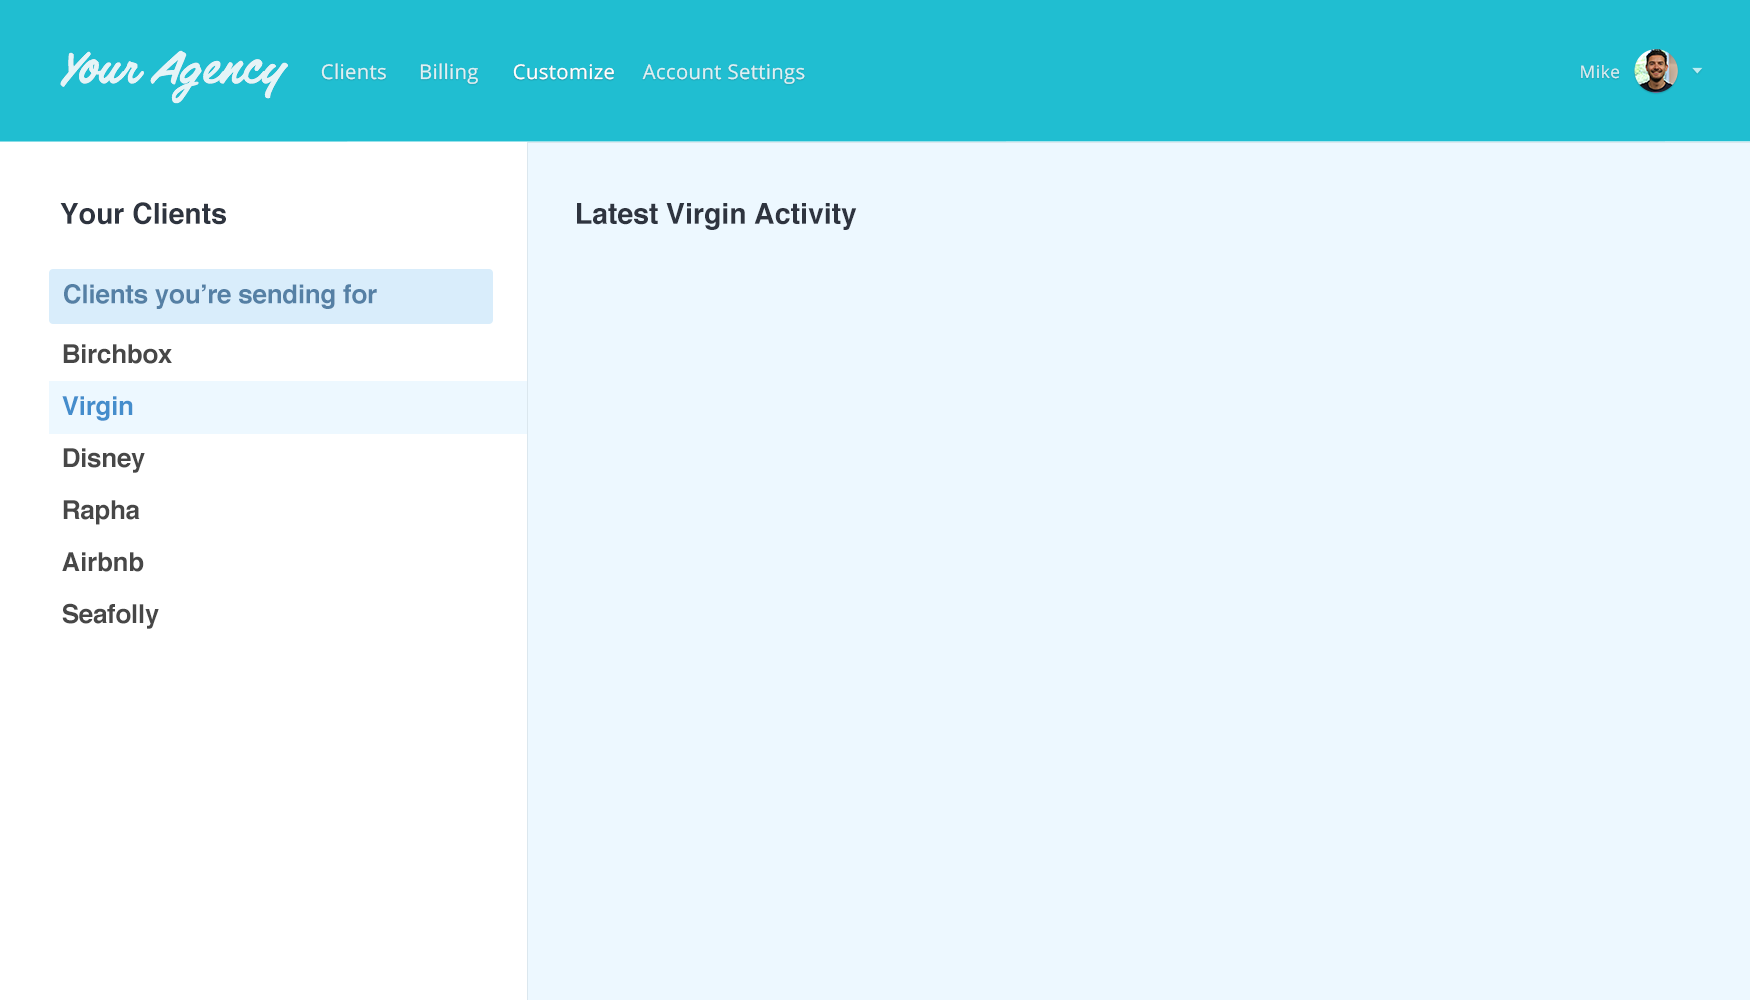 Your Agency
Clients
Billing
Customize
Account Settings
Mike
Your Clients
Clients you’re sending for
Birchbox
Virgin
Disney
Rapha
Airbnb
Seafolly
Latest Virgin Activity